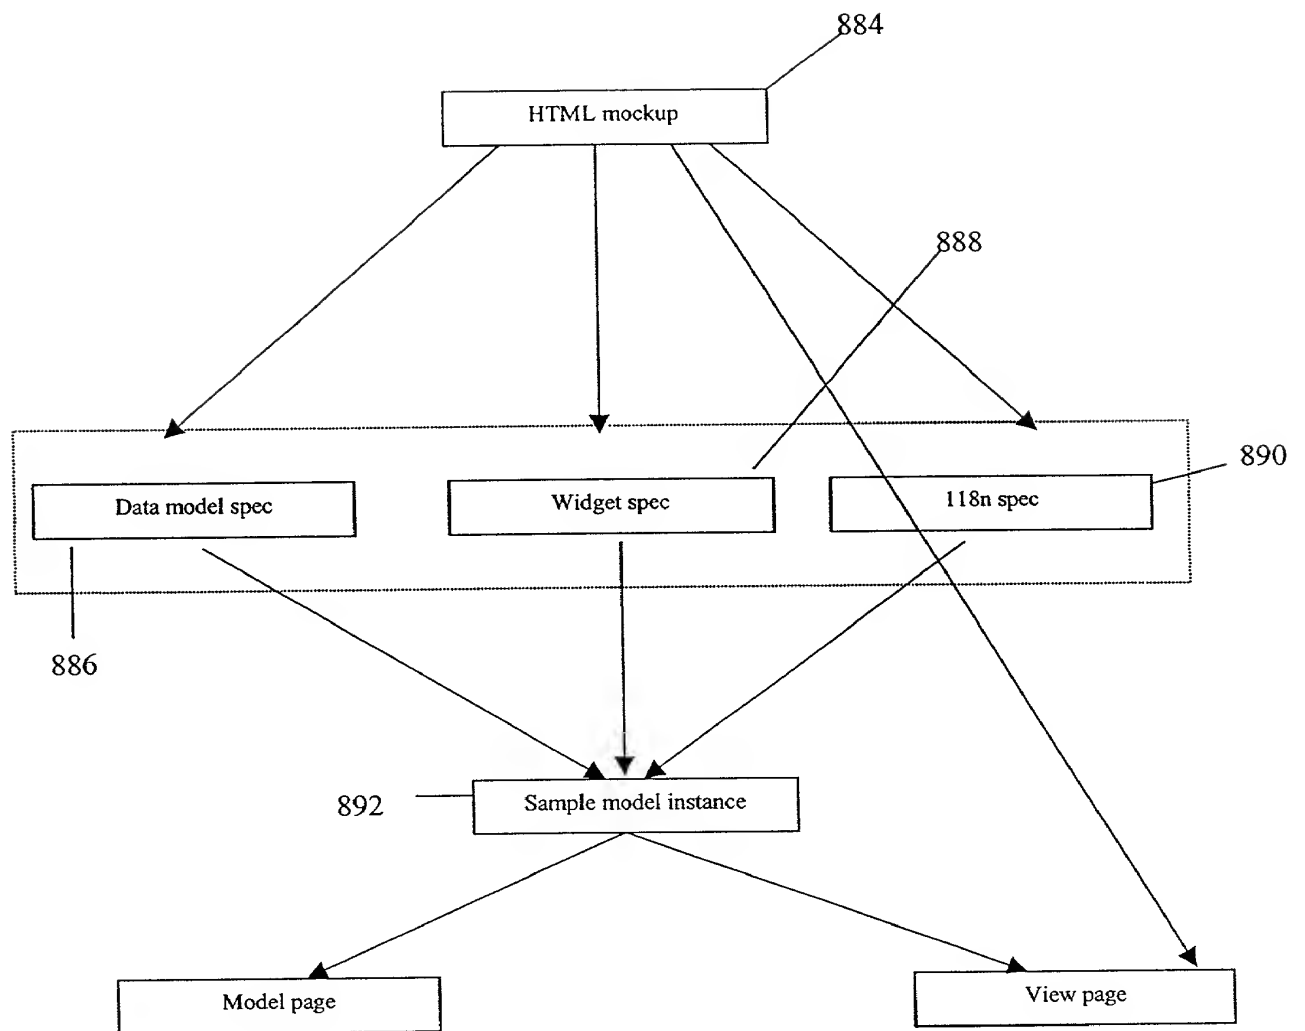 884
HTML mockup
888
890
Data model spec
Widget spec
118n spec
886
892
Sample model instance
Model page
View page